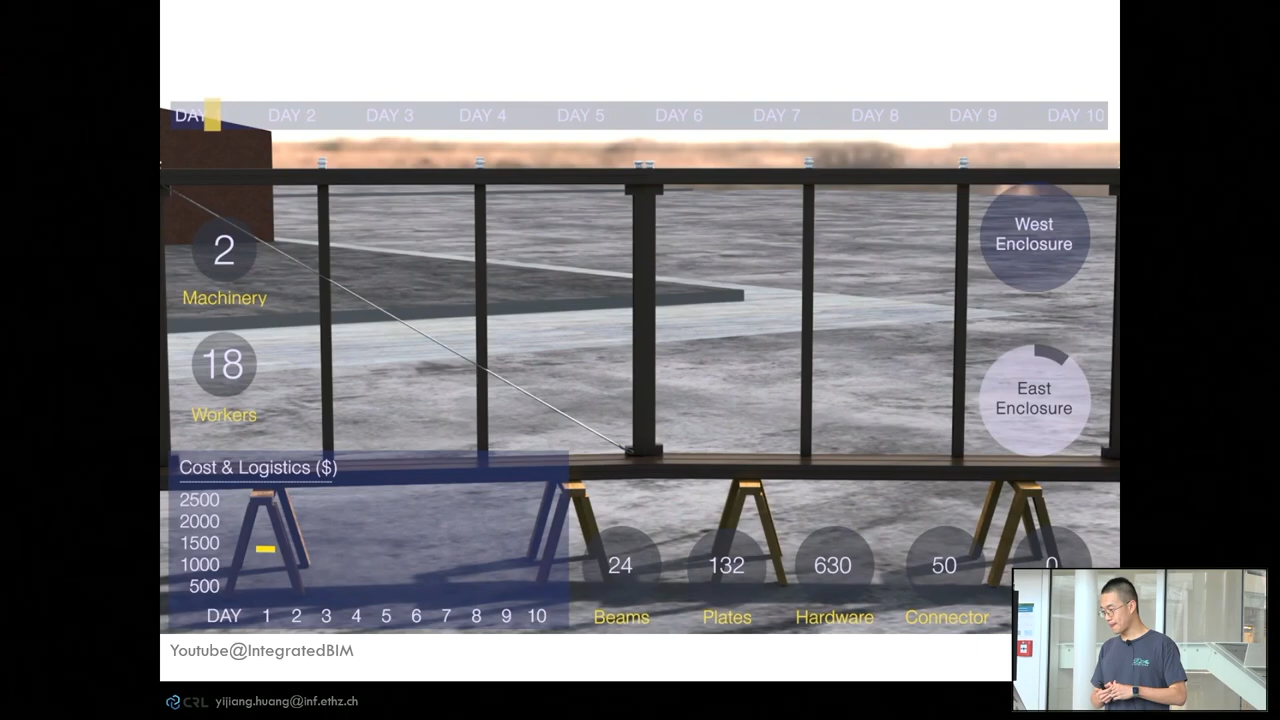 DAY DAY 2 DAY 3 DAY 4 DAY 5 DAY 6 DAY 7 DAY 8 DAY 9 DAY 10
2
Machinery
18
Workers
West
Enclosure
East
Enclosure
Cost & Logistics ($)
2500
2000
1500
1000
500
DAY 1 2 3 4 5 6 7 8 9 10
24 132 630 50 0
Beams Plates Hardware Connector
Youtube@IntegratedBIM
CRL yijiang.huang@inf.ethz.ch